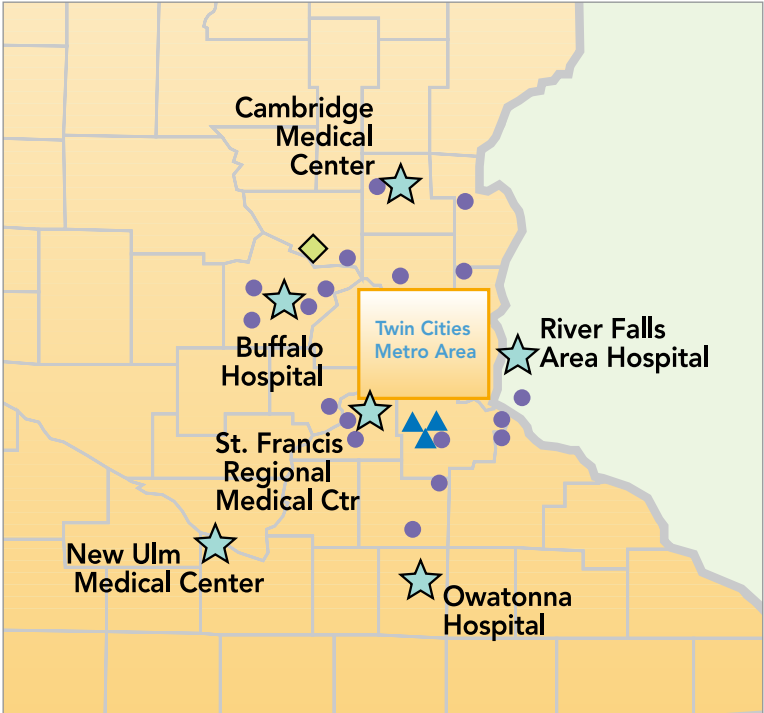 Cambridge
Medical
Center
Twin Cities
Metro Area
River Falls
Area Hospital
Buffalo
Hospital
St. Francis
Regional
Medical Ctr
New Ulm
Medical Center
Owatonna
Hospital